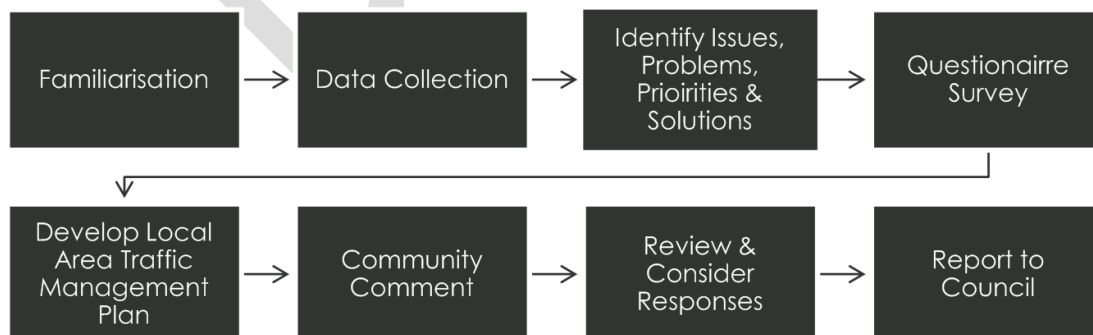 Familiarisation
Data Collection
Identify Issues,
Problems,
Prioirities &
Solutions
Questionairre
Survey
Develop Local
Area Traffic
Management
Plan
Community
Comment
Review &
Consider
Responses
Report to
Council